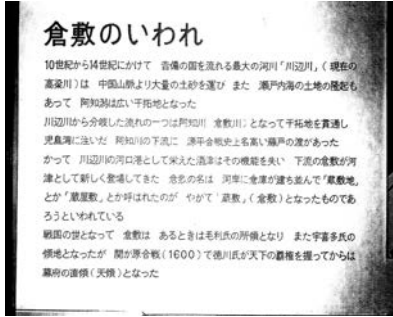 倉敷のいわれ
10世紀から14世紀にかけて 吉備の国を流れる最大の河川「川辺川」(現在の
高梁川)は 中国山脈より大量の土砂を運び また 瀬戸内海の土地の隆起も
あって 阿知潟は広い干拓地となった
川辺川から分岐した流れの一つは阿知川 倉敷川 となって干拓地を貫通し
児島湾に注いだ 阿知川の下流に 源平合戦史上名高い藤戸の渡があった
かって 川辺川の河口港として栄えた酒津はその機能を失い 下流の倉敷が河
津として新しく登場してきた 倉敷の名は 河岸に倉庫が建ち並んで「蔵敷地」
とか「蔵屋敷」とか呼ばれたのが やがて「蔵敷」(倉敷)となったものであ
ろうといわれている
戦国の世となって 倉敷は あるときは毛利氏の所領となり また宇喜多氏の
領地となったが 関が原合戦(1600)で徳川氏が天下の覇権を握ってからは
幕府の直領(天領)となった